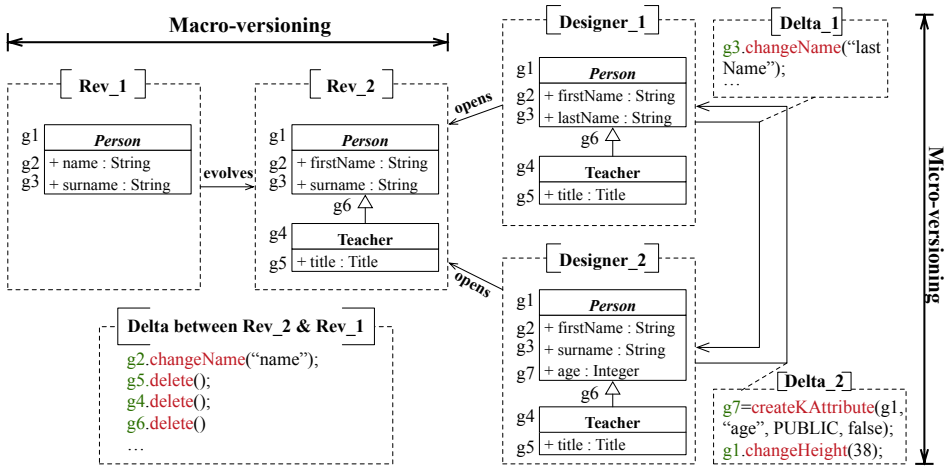 Macro-versioning
Rev_1
g1
Person
g2
+ name : String
g3
+ surname : String
evolves
Rev_2
g1
Person
g2
+ firstName : String
g3
+ surname : String
g6
g4
Teacher
g5
+ title : Title
opens
opens
Designer_1
g1
Person
g2
+ firstName : String
g3
+ lastName : String
g6
g4
Teacher
g5
+ title : Title
Designer_2
g1
Person
g2
+ firstName : String
g3
+ surname : String
g7
+ age : Integer
g6
g4
Teacher
g5
+ title : Title
Delta_1
g3.changeName(“last
Name”);
…
Delta_2
g7=createKAttribute(g1,
“age”, PUBLIC, false);
g1.changeHeight(38);
Micro-versioning
Delta between Rev_2 & Rev_1
g2.changeName(“name”);
g5.delete();
g4.delete();
g6.delete()
…